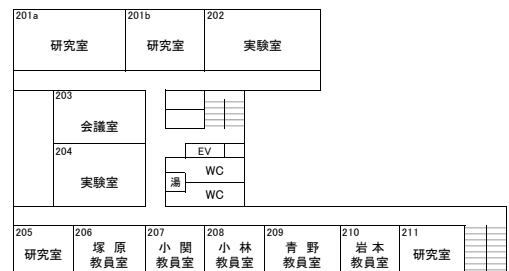 201a
研究室
201b
研究室
202
実験室
203
会議室
204
実験室
EV
湯
WC
WC
205
研究室
206
塚 原
教員室
207
小 関
教員室
208
小 林
教員室
209
青 野
教員室
210
岩 本
教員室
211
研究室